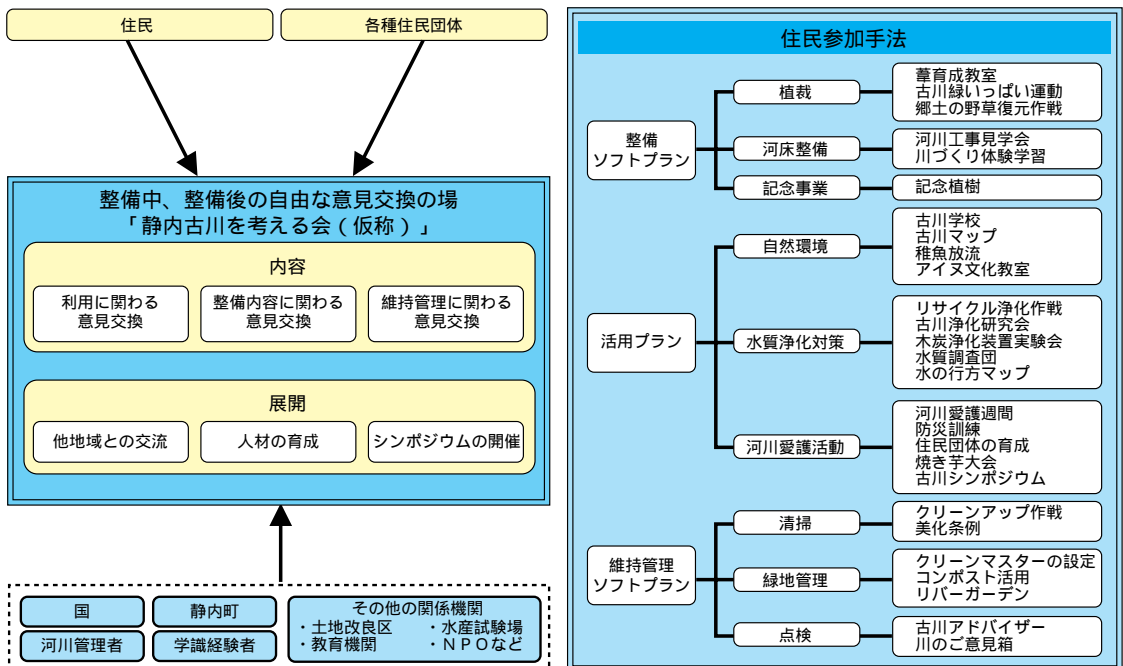 住民
各種住民団体
整備中、整備後の自由な意見交換の場
「静内古川を考える会（仮称）」
内容
利用に関わる
意見交換
整備内容に関わる
意見交換
維持管理に関わる
意見交換
展開
他地域との交流
人材の育成
シンポジウムの開催
国
静内町
河川管理者
学識経験者
その他の関係機関
・土地改良区 ・水産試験場
・教育機関 ・ＮＰＯなど
住民参加手法
整備
ソフトプラン
植裁
葦育成教室
古川緑いっぱい運動
郷土の野草復元作戦
河床整備
河川工事見学会
川づくり体験学習
記念事業
記念植樹
活用プラン
自然環境
古川学校
古川マップ
稚魚放流
アイヌ文化教室
水質浄化対策
リサイクル浄化作戦
古川浄化研究会
木炭浄化装置実験会
水質調査団
水の行方マップ
河川愛護活動
河川愛護週間
防災訓練
住民団体の育成
焼き芋大会
古川シンポジウム
維持管理
ソフトプラン
清掃
クリーンアップ作戦
美化条例
緑地管理
クリーンマスターの設定
コンポスト活用
リバーガーデン
点検
古川アドバイザー
川のご意見箱